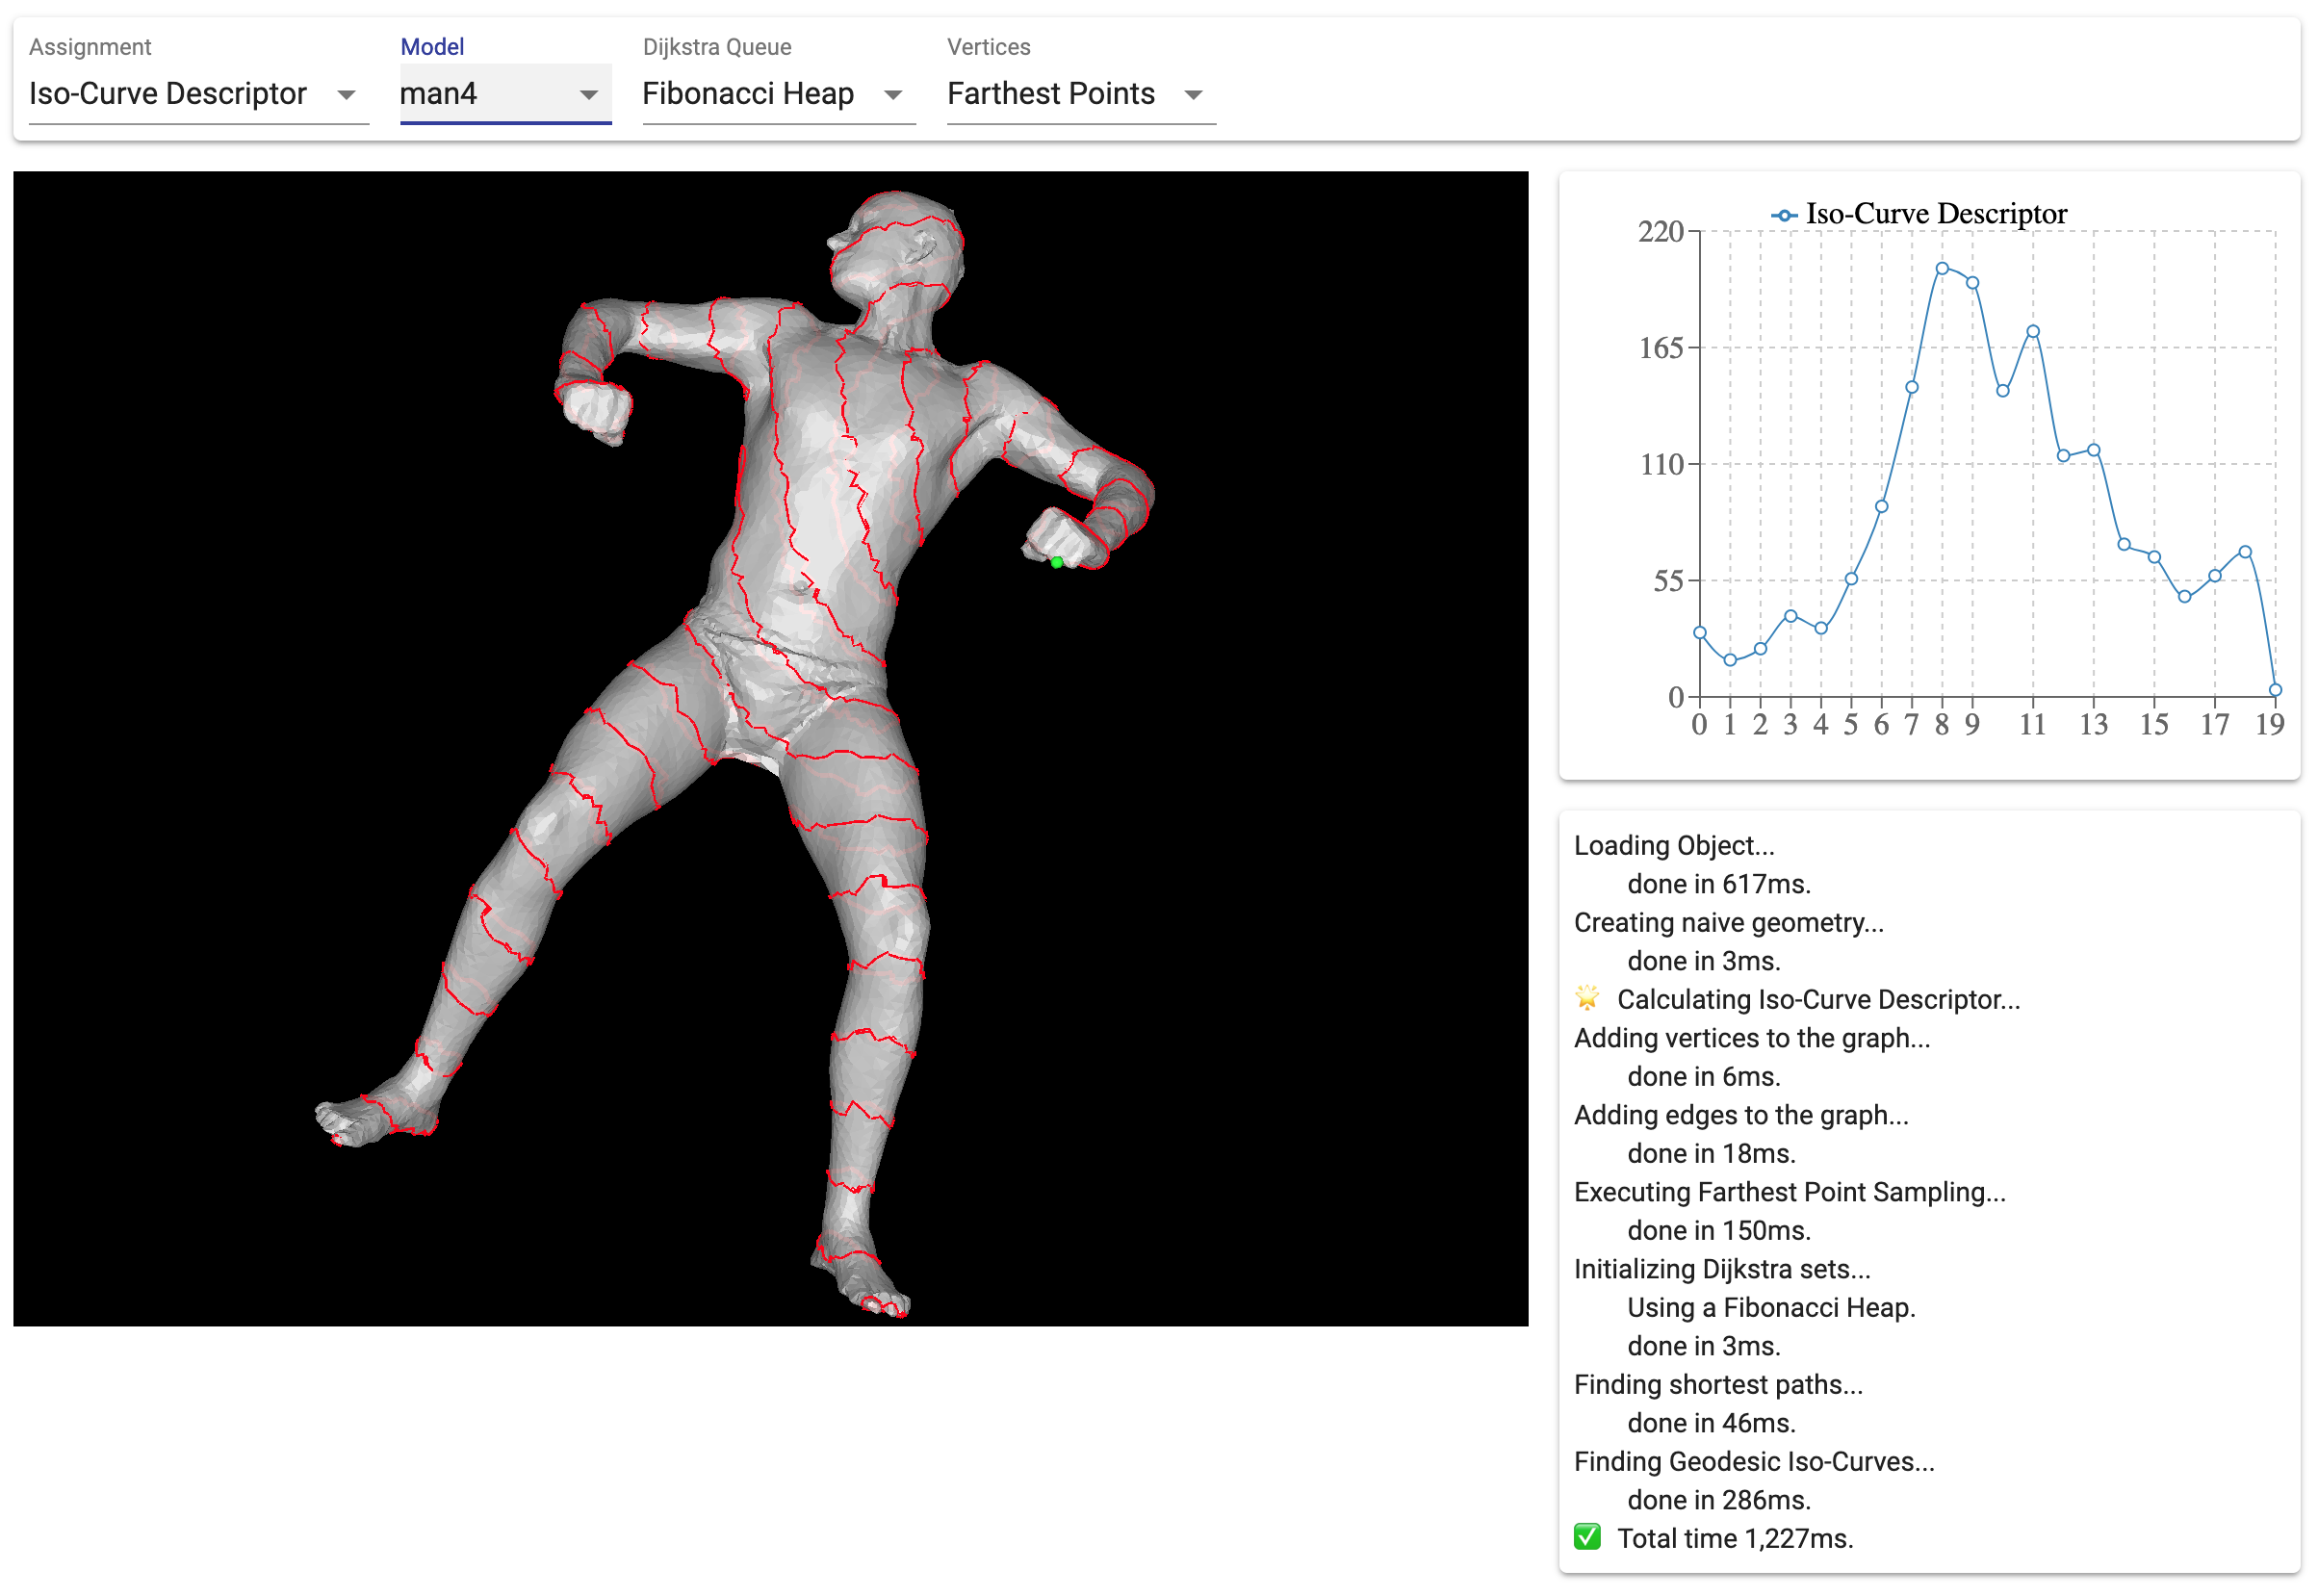 Assignment Model Dijkstra Queue Vertices
Iso-Curve Descriptor man4 Fibonacci Heap Farthest Points
Iso-Curve Descriptor
220
165
110
55
0
0 1 2 3 4 5 6 7 8 9 11 13 15 17 19
Loading Object...
done in 617ms.
Creating naive geometry...
done in 3ms.
🌟 Calculating Iso-Curve Descriptor...
Adding vertices to the graph...
done in 6ms.
Adding edges to the graph...
done in 18ms.
Executing Farthest Point Sampling...
done in 150ms.
Initializing Dijkstra sets...
Using a Fibonacci Heap.
done in 3ms.
Finding shortest paths...
done in 46ms.
Finding Geodesic Iso-Curves...
done in 286ms.
✅ Total time 1,227ms.